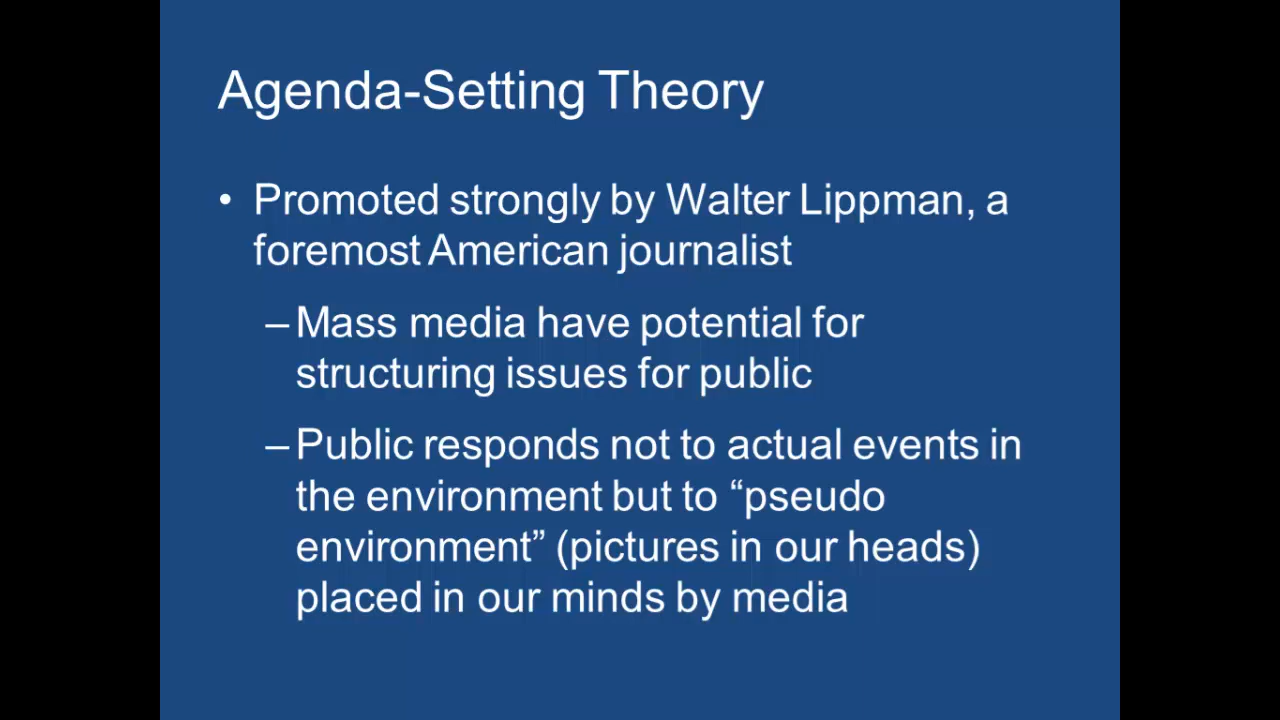 Agenda-Setting Theory
• Promoted strongly by Walter Lippman, a
foremost American journalist
– Mass media have potential for
structuring issues for public
– Public responds not to actual events in
the environment but to “pseudo
environment” (pictures in our heads)
placed in our minds by media